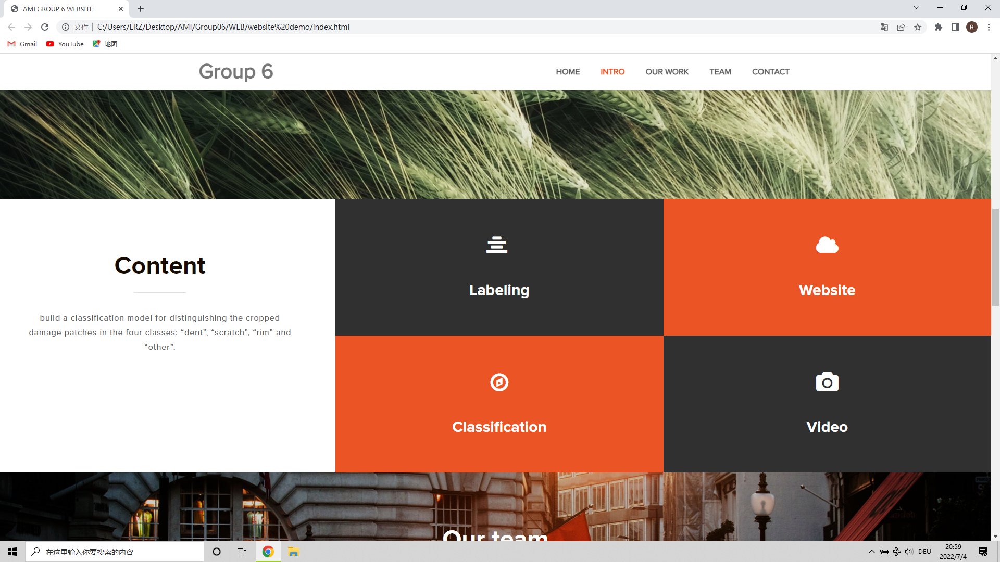 AMI GROUP 6 WEBSITE
文件 C:/Users/LRZ/Desktop/AMI/Group06/WEB/website%20demo/index.html
R
Gmail YouTube 地图
Group 6
HOME INTRO OUR WORK TEAM CONTACT
Content
build a classification model for distinguishing the cropped
damage patches in the four classes: “dent”, “scratch”, “rim” and
“other”.
Labeling
Website
Classification
Video
Our team
在这里输入你要搜索的内容
DEU
20:59
2022/7/4